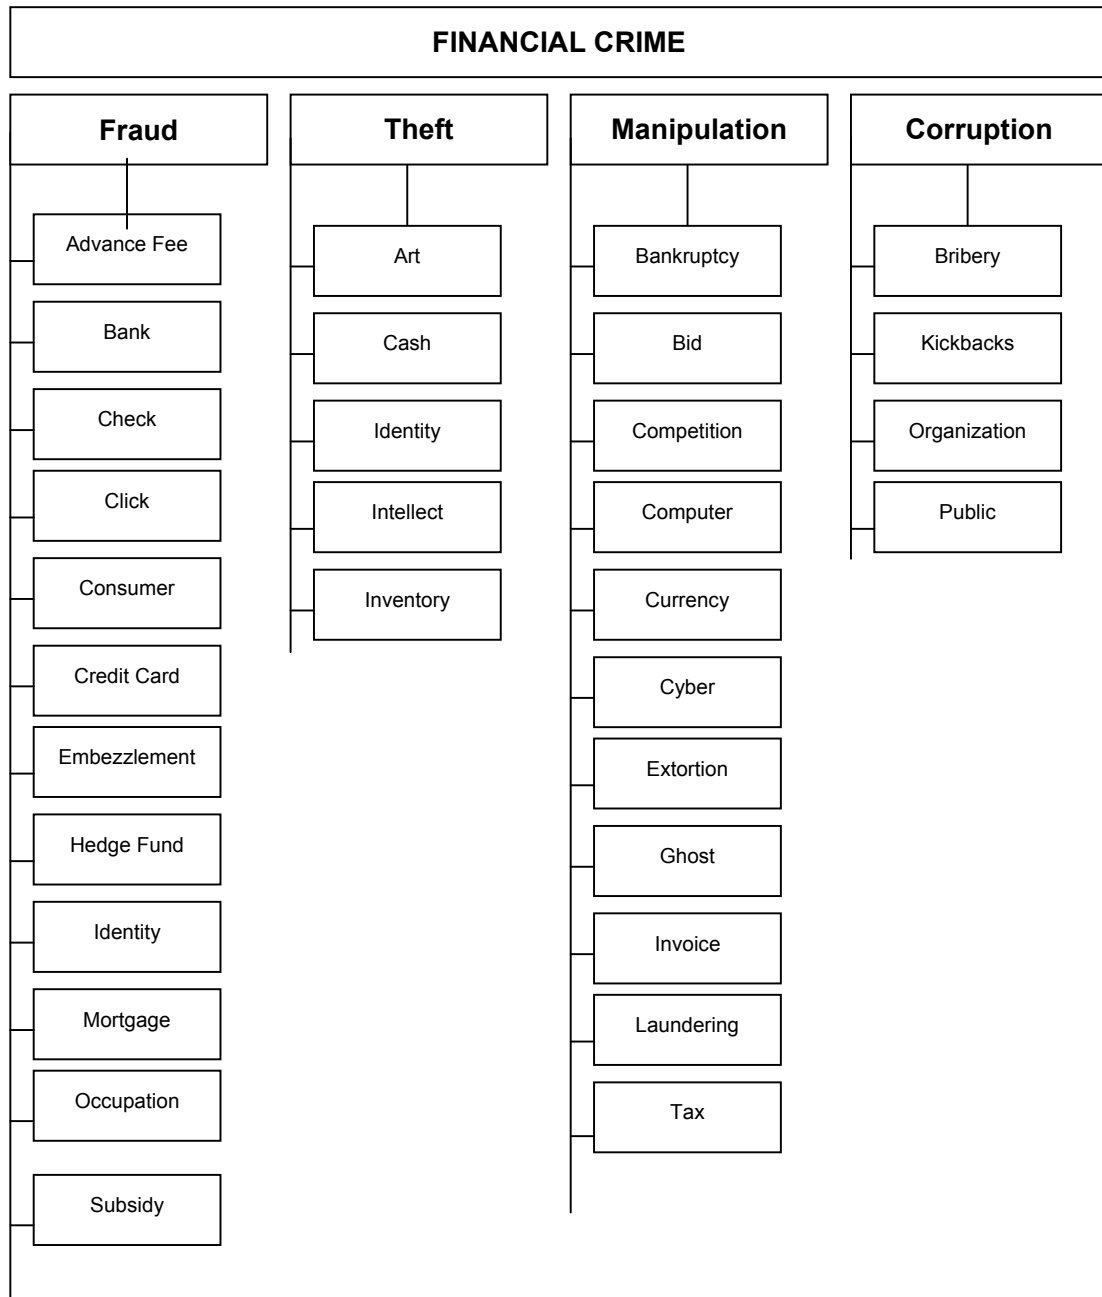 FINANCIAL CRIME
Fraud
Advance Fee
Bank
Check
Click
Consumer
Credit Card
Embezzlement
Hedge Fund
Identity
Mortgage
Occupation
Subsidy
Theft
Art
Cash
Identity
Intellect
Inventory
Manipulation
Bankruptcy
Bid
Competition
Computer
Currency
Cyber
Extortion
Ghost
Invoice
Laundering
Tax
Corruption
Bribery
Kickbacks
Organization
Public